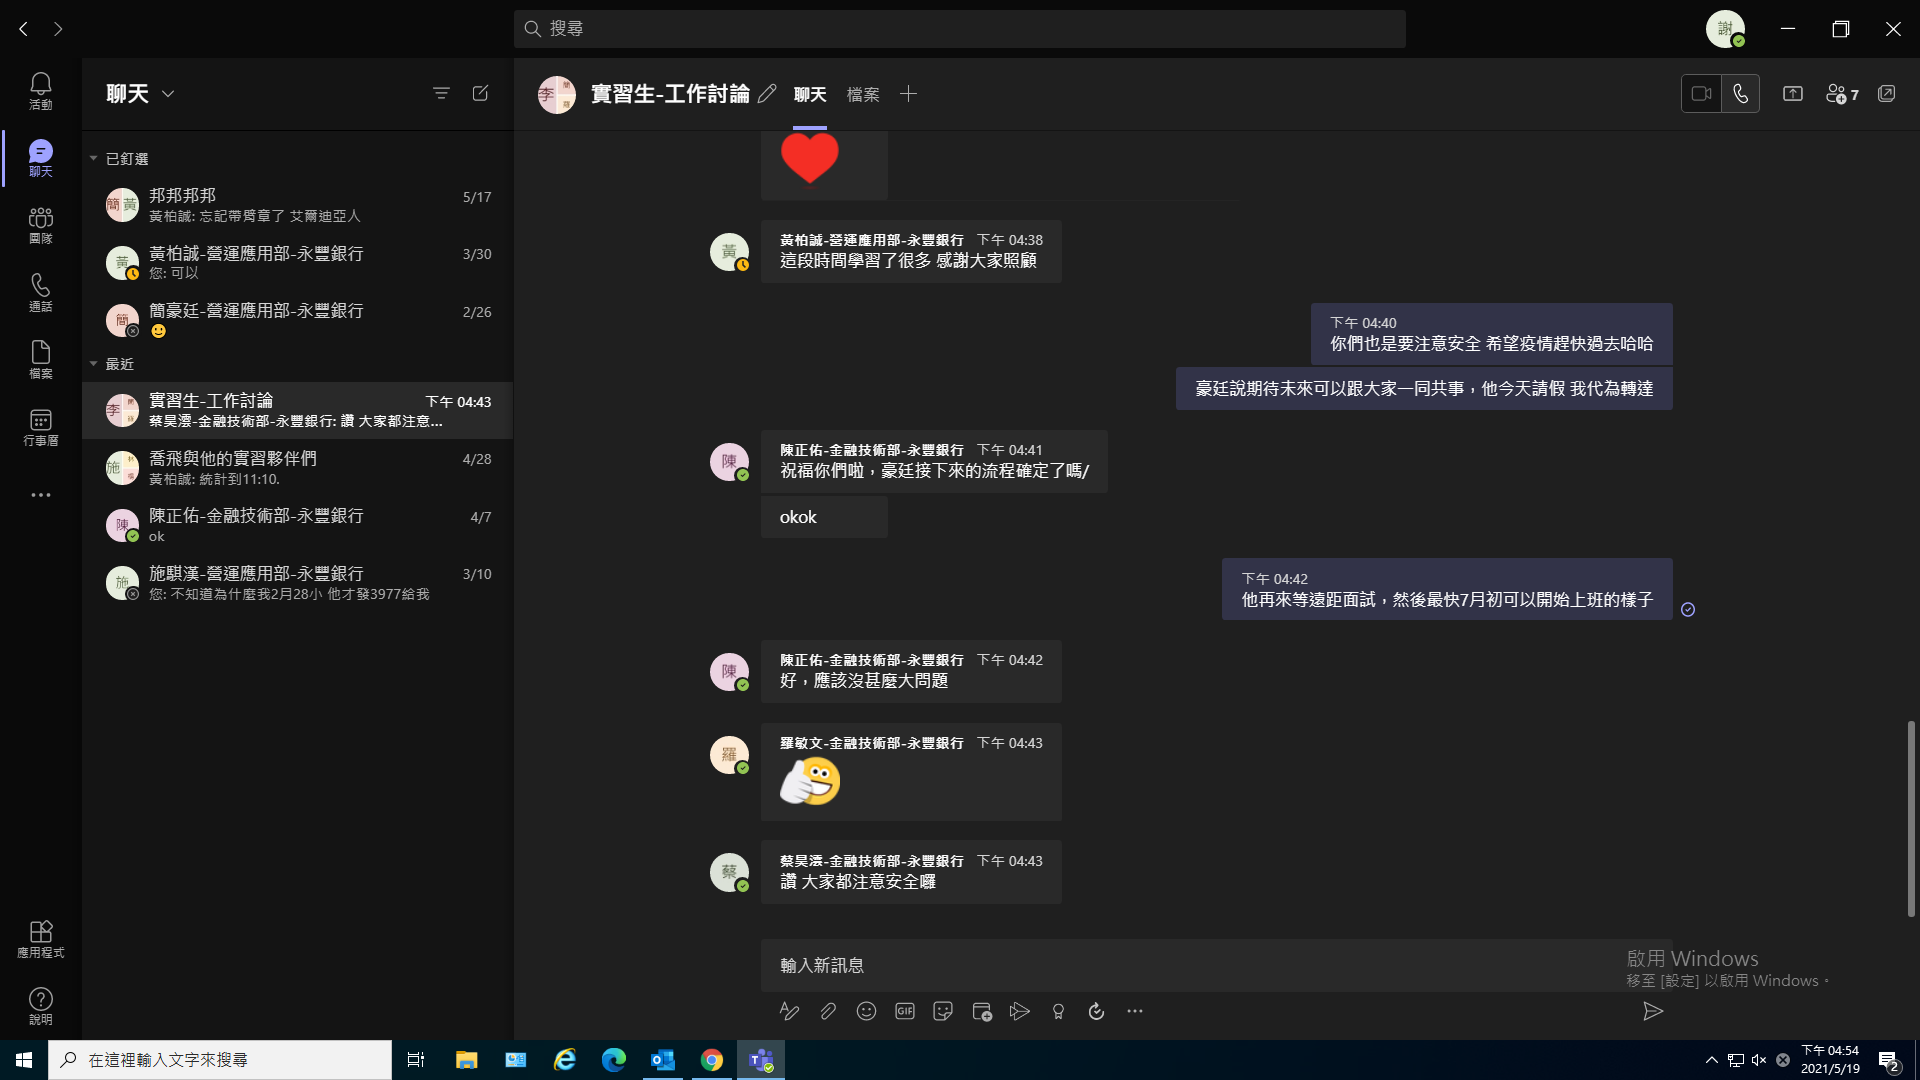 搜尋
謝
活動
聊天
團隊
通話
檔案
行事曆
應用程式
說明
聊天
已釘選
簡 黃
邦邦邦邦
5/17
黃柏誠: 忘記帶臂章了 艾爾迪亞人
黃
黃柏誠-營運應用部-永豐銀行
3/30
您: 可以
簡
簡豪廷-營運應用部-永豐銀行
2/26
最近
李 簡 羅
實習生-工作討論
下午 04:43
蔡昊澐-金融技術部-永豐銀行: 讚 大家都注意...
施 林
喬飛與他的實習夥伴們
4/28
黃柏誠: 統計到11:10.
陳
陳正佑-金融技術部-永豐銀行
4/7
ok
施
施騏漢-營運應用部-永豐銀行
3/10
您: 不知道為什麼我2月28小 他才發3977給我
李 簡 羅
實習生-工作討論
聊天
檔案
7
黃
黃柏誠-營運應用部-永豐銀行 下午 04:38
這段時間學習了很多 感謝大家照顧
下午 04:40
你們也是要注意安全 希望疫情趕快過去哈哈
豪廷說期待未來可以跟大家一同共事，他今天請假 我代為轉達
陳
陳正佑-金融技術部-永豐銀行 下午 04:41
祝福你們啦，豪廷接下來的流程確定了嗎/
okok
下午 04:42
他再來等遠距面試，然後最快7月初可以開始上班的樣子
陳
陳正佑-金融技術部-永豐銀行 下午 04:42
好，應該沒甚麼大問題
羅
羅敏文-金融技術部-永豐銀行 下午 04:43
蔡
蔡昊澐-金融技術部-永豐銀行 下午 04:43
讚 大家都注意安全囉
輸入新訊息
GIF
啟用 Windows
移至 [設定] 以啟用 Windows。
在這裡輸入文字來搜尋
下午 04:54
2021/5/19
2